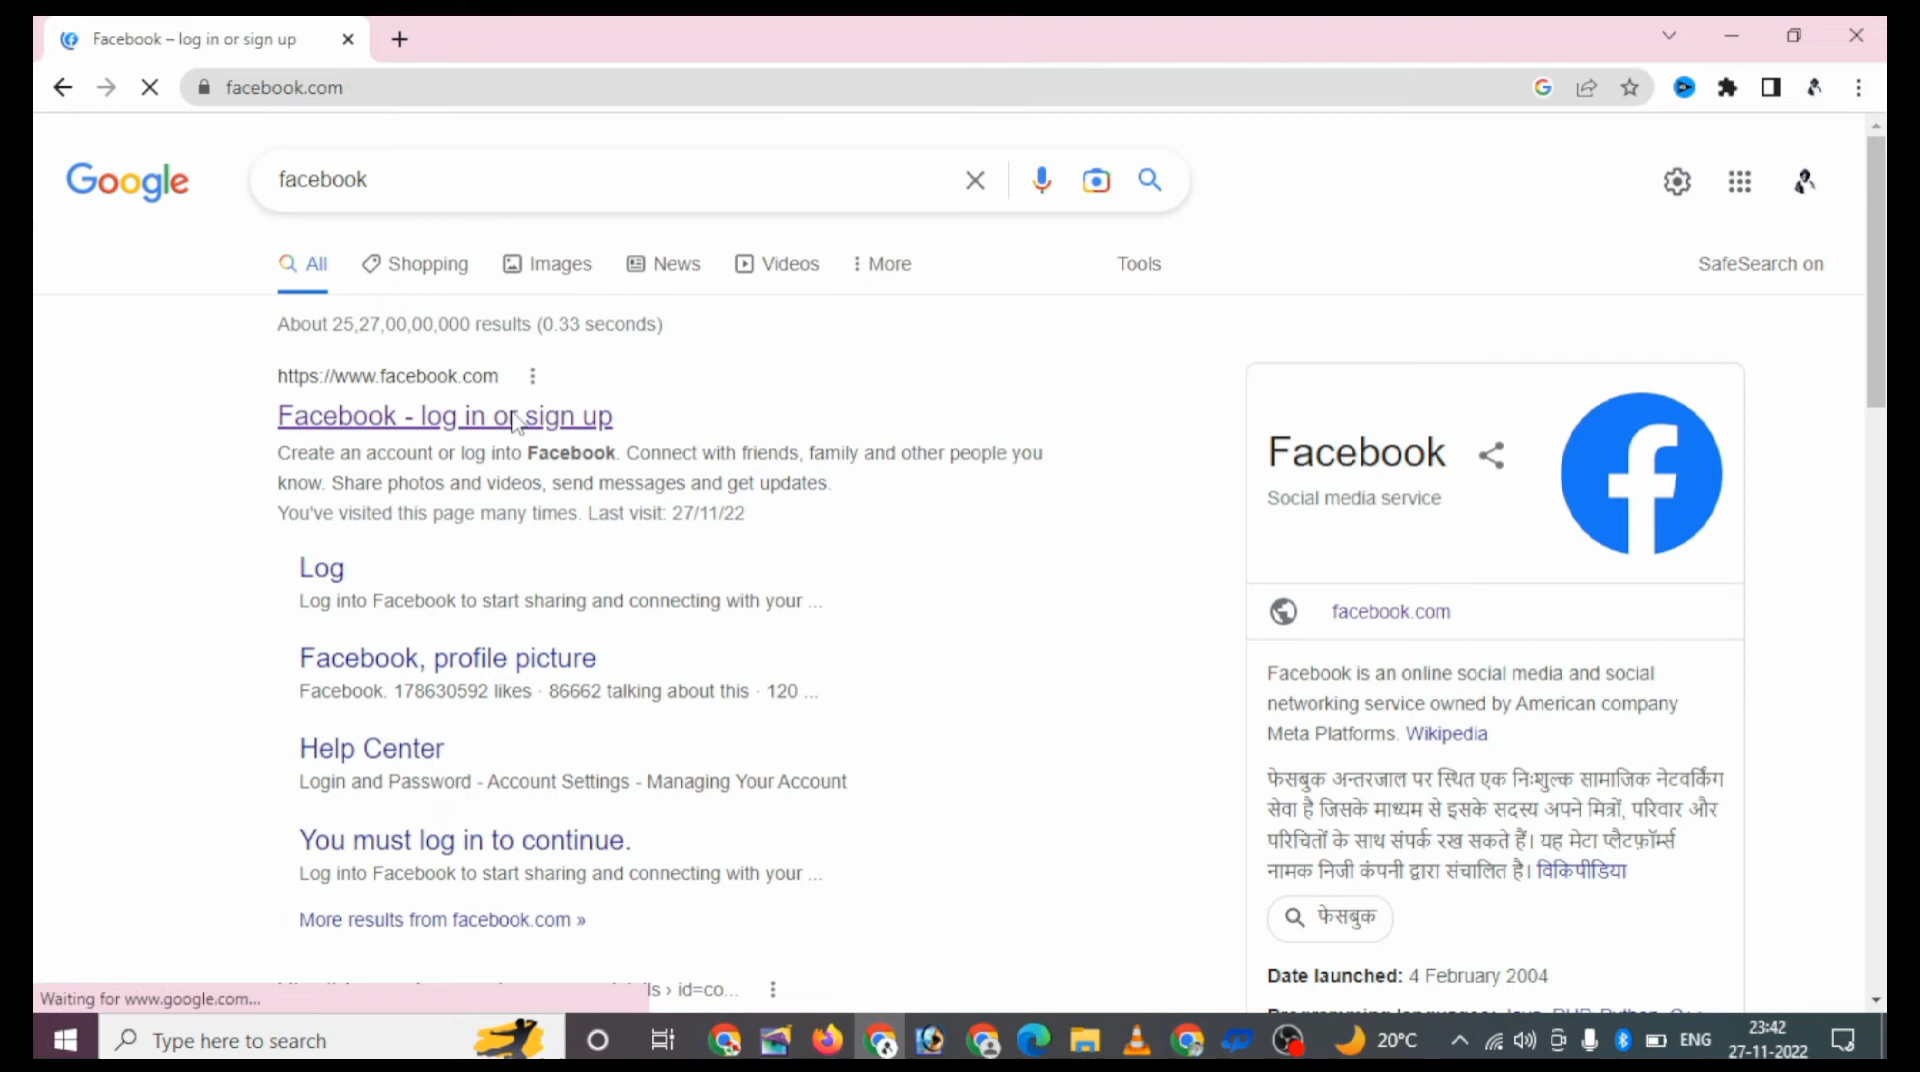 Facebook – log in or sign up
facebook.com
Google
facebook
All
Shopping
Images
News
Videos
More
Tools
SafeSearch on
About 25,27,00,00,000 results (0.33 seconds)
https://www.facebook.com
Facebook - log in or sign up
Create an account or log into Facebook. Connect with friends, family and other people you
know. Share photos and videos, send messages and get updates.
You've visited this page many times. Last visit: 27/11/22
Log
Log into Facebook to start sharing and connecting with your ...
Facebook, profile picture
Facebook. 178630592 likes · 86662 talking about this · 120 ...
Help Center
Login and Password - Account Settings - Managing Your Account
You must log in to continue.
Log into Facebook to start sharing and connecting with your ...
More results from facebook.com »
› id=co...
Facebook
Social media service
facebook.com
Facebook is an online social media and social
networking service owned by American company
Meta Platforms. Wikipedia
फेसबुक अन्तरजाल पर स्थित एक निःशुल्क सामाजिक नेटवर्किंग
सेवा है जिसके माध्यम से इसके सदस्य अपने मित्रों, परिवार और
परिचितों के साथ संपर्क रख सकते हैं। यह मेटा प्लैटफ़ॉर्म्स
नामक निजी कंपनी द्वारा संचालित है। विकिपीडिया
फेसबुक
Date launched: 4 February 2004
Waiting for www.google.com...
Type here to search
20°C
ENG
23:42
27-11-2022